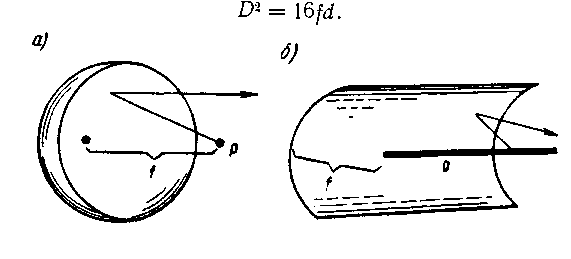 D² = 16fd.
а)
б)
f
р
f